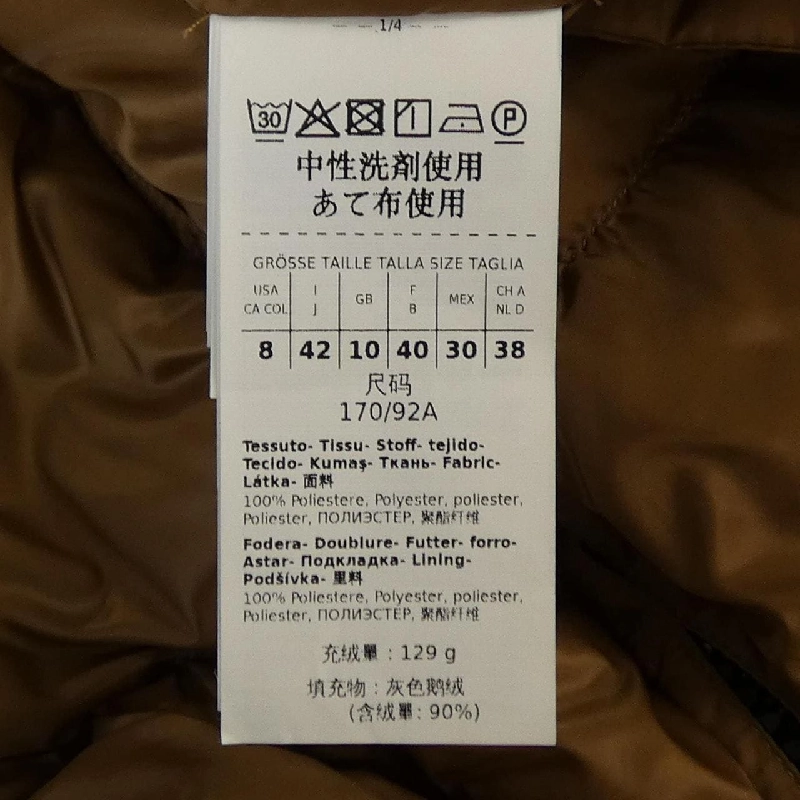 1/4
30 P
中性洗剤使用
あて布使用
GRÖSSE TAILLE TALLA SIZE TAGLIA
USA I GB F MEX CH A
CA COL J B NL D
8 42 10 40 30 38
尺码
170/92A
Tessuto- Tissu- Stoff- tejido-
Tecido- Kumaş- Ткань- Fabric-
Látka- 面料
100% Poliestere, Polyester, poliester,
Poliester, ПОЛИЭСТЕР, 聚酯纤维
Fodera- Doublure- Futter- forro-
Astar- Подкладка- Lining-
Podšívka- 里料
100% Poliestere, Polyester, poliester,
Poliester, ПОЛИЭСТЕР, 聚酯纤维
充绒量：129 g
填充物：灰色鹅绒
(含绒量: 90%)